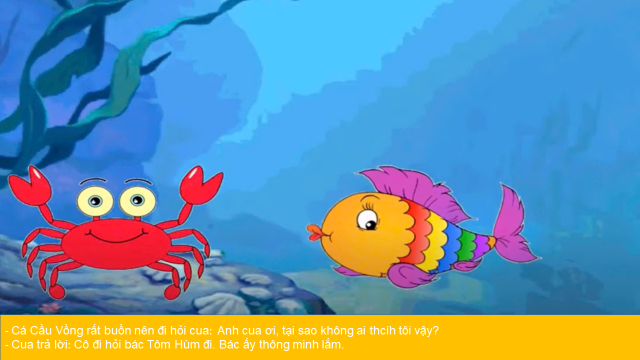 - Cá Cầu Vồng rất buồn nên đi hỏi cua: Anh cua ơi, tại sao không ai thcíh tôi vậy?
- Cua trả lời: Cô đi hỏi bác Tôm Hùm đi. Bác ấy thông minh lắm.